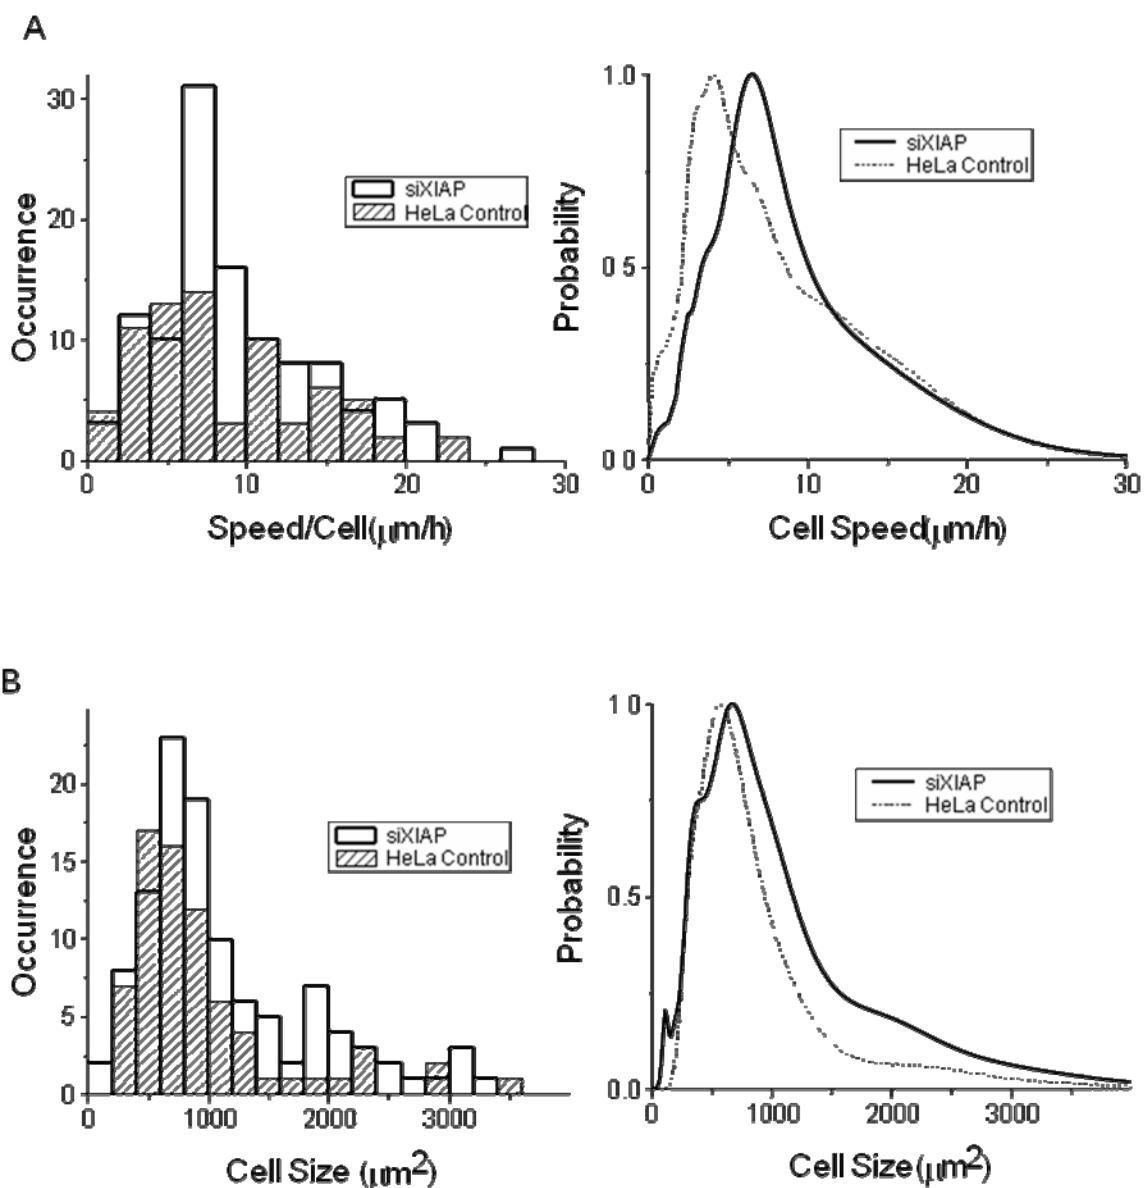 A
30
20
10
0
Occurrence
siXIAP
HeLa Control
0
10
20
30
Speed/Cell(μm/h)
1.0
0 5
0 0
Probability
siXIAP
HeLa Control
0
10
20
30
Cell Speed(μm/h)
B
20
15
10
5
0
Occurrence
siXIAP
HeLa Control
0
1000
2000
3000
Cell Size (μm2)
1 0
0.5
0.0
Probability
siXIAP
HeLa Control
0
1000
2000
3000
Cell Size(μm2)